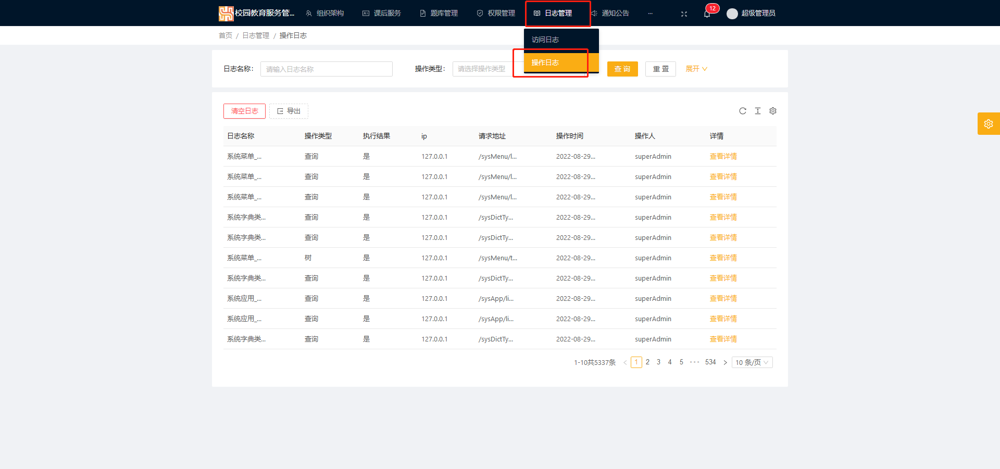 校园教育服务管... 组织架构 课后服务 题库管理 权限管理 日志管理 通知公告 ... 12 超级管理员
首页 / 日志管理 / 操作日志
访问日志
操作日志
日志名称: 请输入日志名称 操作类型: 请选择操作类型 查 询 重 置 展开
清空日志 导出
日志名称 操作类型 执行结果 ip 请求地址 操作时间 操作人 详情
系统菜单_... 查询 是 127.0.0.1 /sysMenu/l... 2022-08-29... superAdmin 查看详情
系统菜单_... 查询 是 127.0.0.1 /sysMenu/l... 2022-08-29... superAdmin 查看详情
系统菜单_... 查询 是 127.0.0.1 /sysMenu/l... 2022-08-29... superAdmin 查看详情
系统字典类... 查询 是 127.0.0.1 /sysDictTy... 2022-08-29... superAdmin 查看详情
系统字典类... 查询 是 127.0.0.1 /sysDictTy... 2022-08-29... superAdmin 查看详情
系统菜单_... 树 是 127.0.0.1 /sysMenu/t... 2022-08-29... superAdmin 查看详情
系统字典类... 查询 是 127.0.0.1 /sysDictTy... 2022-08-29... superAdmin 查看详情
系统应用_... 查询 是 127.0.0.1 /sysApp/li... 2022-08-29... superAdmin 查看详情
系统应用_... 查询 是 127.0.0.1 /sysApp/li... 2022-08-29... superAdmin 查看详情
系统字典类... 查询 是 127.0.0.1 /sysDictTy... 2022-08-29... superAdmin 查看详情
1-10共5337条 < 1 2 3 4 5 ••• 534 > 10 条/页